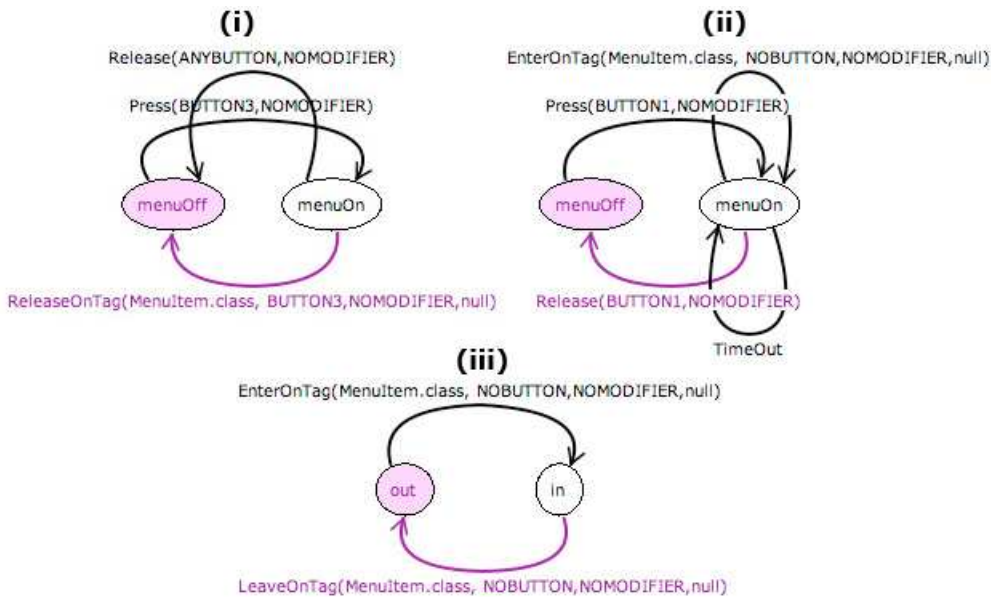 (i)
Release(ANYBUTTON,NOMODIFIER)
Press(BUTTON3,NOMODIFIER)
menuOff
menuOn
ReleaseOnTag(MenuItem.class, BUTTON3,NOMODIFIER,null)
(ii)
EnterOnTag(MenuItem.class, NOBUTTON,NOMODIFIER,null)
Press(BUTTON1,NOMODIFIER)
menuOff
menuOn
Release(BUTTON1,NOMODIFIER)
TimeOut
(iii)
EnterOnTag(MenuItem.class, NOBUTTON,NOMODIFIER,null)
out
in
LeaveOnTag(MenuItem.class, NOBUTTON,NOMODIFIER,null)